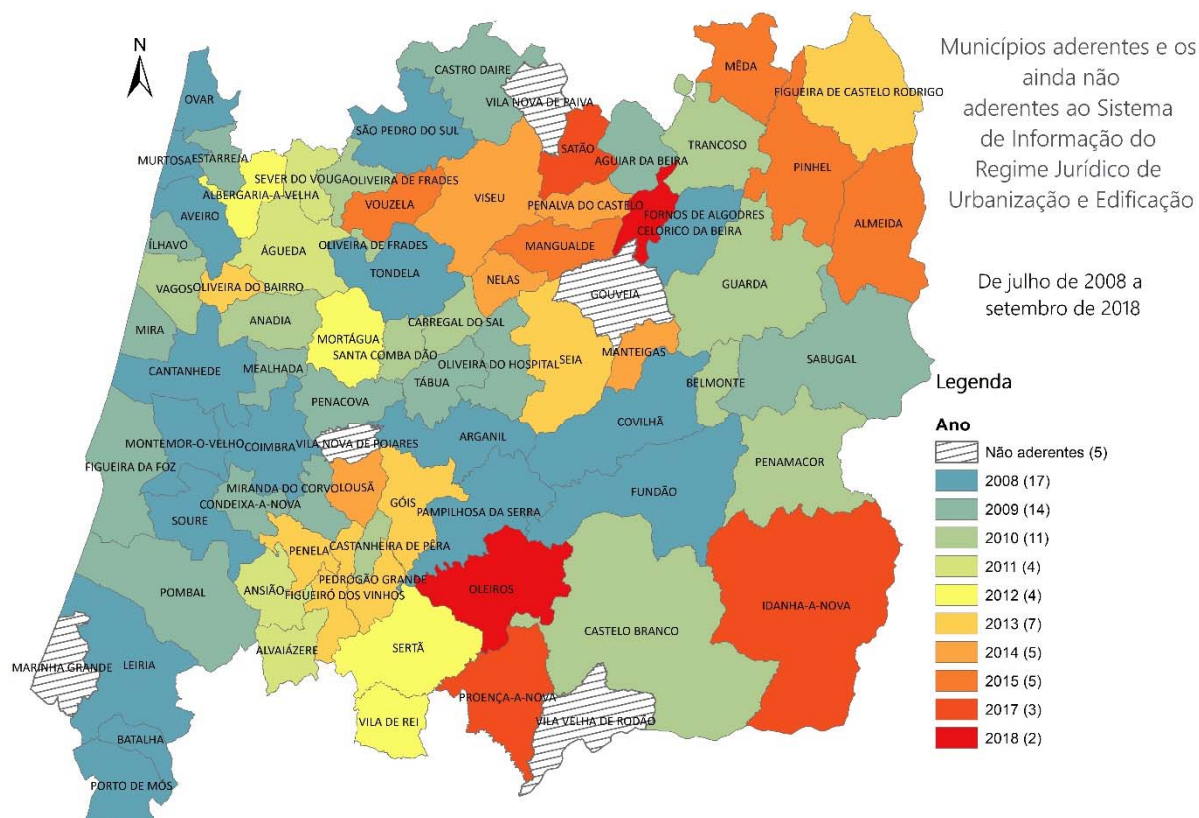 N
Municípios aderentes e os
ainda não
aderentes ao Sistema
de Informação do
Regime Jurídico de
Urbanização e Edificação
De julho de 2008 a
setembro de 2018
OVAR
CASTRO DAIRE
VILA NOVA DE PAIVA
MÊDA
FIGUEIRA DE CASTELO RODRIGO
SÃO PEDRO DO SUL
MURTOSA
ESTARREJA
SATÃO
AGUIAR DA BEIRA
TRANCOSO
PINHEL
SEVER DO VOUGA
OLIVEIRA DE FRADES
ALBERGARIA-A-VELHA
VOUZELA
VISEU
PENALVA DO CASTELO
AVEIRO
FORNOS DE ALGODRES
CELORICO DA BEIRA
ALMEIDA
ÍLHAVO
ÁGUEDA
OLIVEIRA DE FRADES
MANGUALDE
TONDELA
NELAS
GUARDA
VAGOS
OLIVEIRA DO BAIRRO
GOUVEIA
ANADIA
CARREGAL DO SAL
MIRA
MORTÁGUA
SANTA COMBA DÃO
MANTEIGAS
OLIVEIRA DO HOSPITAL
SEIA
SABUGAL
CANTANHEDE
MEALHADA
TÁBUA
BELMONTE
PENACOVA
COVILHÃ
MONTEMOR-O-VELHO
COIMBRA
VILA NOVA DE POIARES
ARGANIL
FIGUEIRA DA FOZ
PENAMACOR
MIRANDA DO CORVO
LOUSÃ
FUNDÃO
CONDEIXA-A-NOVA
GÓIS
PAMPILHOSA DA SERRA
SOURE
PENELA
CASTANHEIRA DE PÊRA
PEDRÓGÃO GRANDE
POMBAL
ANSIÃO
FIGUEIRÓ DOS VINHOS
OLEIROS
IDANHA-A-NOVA
CASTELO BRANCO
ALVAIÁZERE
SERTÃ
MARINHA GRANDE
LEIRIA
PROENÇA-A-NOVA
VILA DE REI
VILA VELHA DE RODÃO
BATALHA
PORTO DE MÓS
Legenda
Ano
Não aderentes (5)
2008 (17)
2009 (14)
2010 (11)
2011 (4)
2012 (4)
2013 (7)
2014 (5)
2015 (5)
2017 (3)
2018 (2)